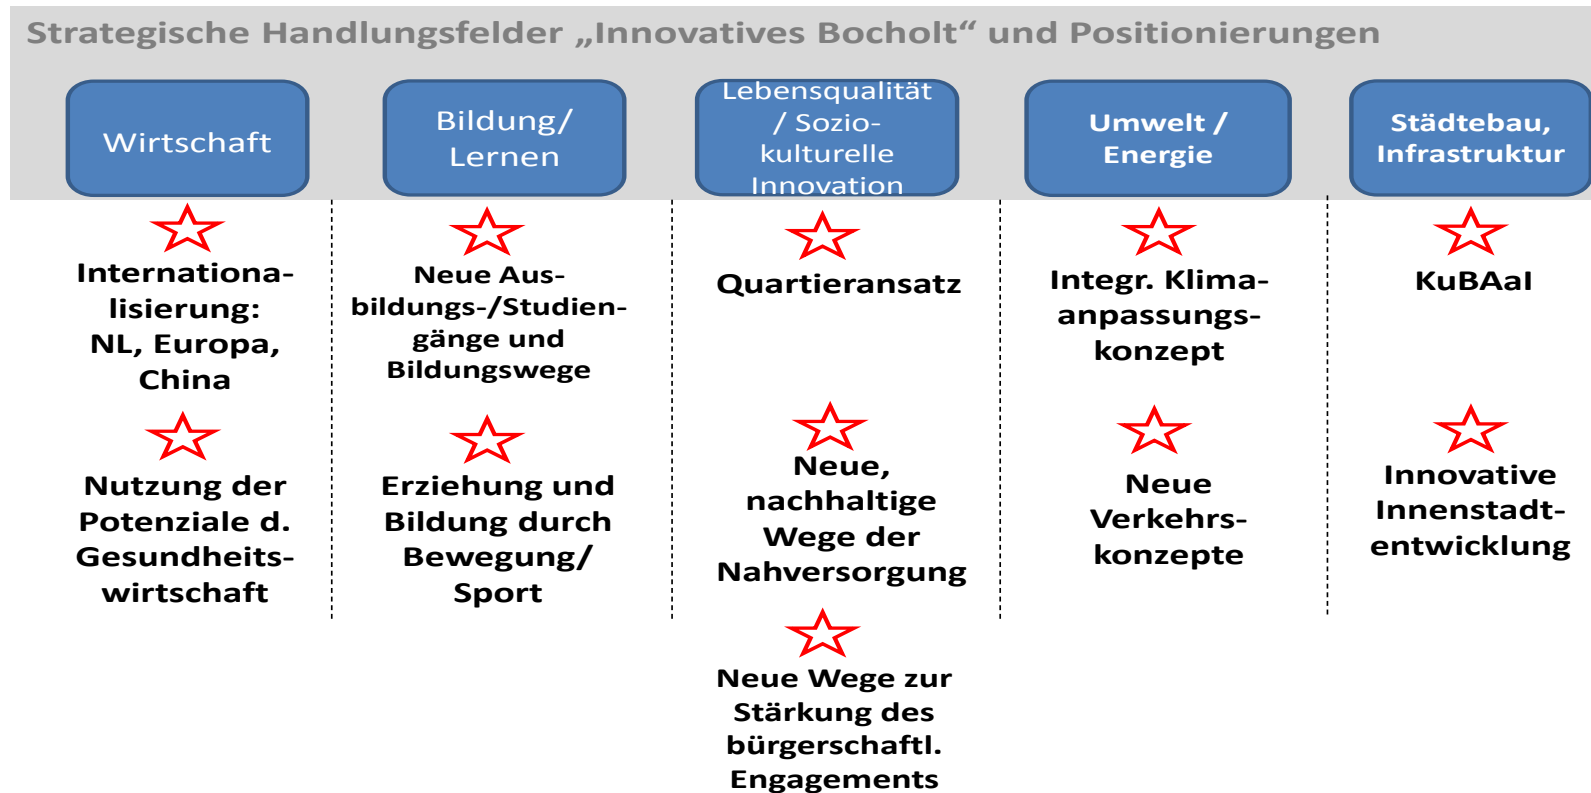 Strategische Handlungsfelder „Innovatives Bocholt“ und Positionierungen
Wirtschaft
Internationa-
lisierung:
NL, Europa,
China
Nutzung der
Potenziale d.
Gesundheits-
wirtschaft
Bildung/
Lernen
Neue Aus-
bildungs-/Studien-
gänge und
Bildungswege
Erziehung und
Bildung durch
Bewegung/
Sport
Lebensqualität
/ Sozio-
kulturelle
Innovation
Quartieransatz
Neue,
nachhaltige
Wege der
Nahversorgung
Neue Wege zur
Stärkung des
bürgerschaftl.
Engagements
Umwelt /
Energie
Integr. Klima-
anpassungs-
konzept
Neue
Verkehrs-
konzepte
Städtebau,
Infrastruktur
KuBAaI
Innovative
Innenstadt-
entwicklung